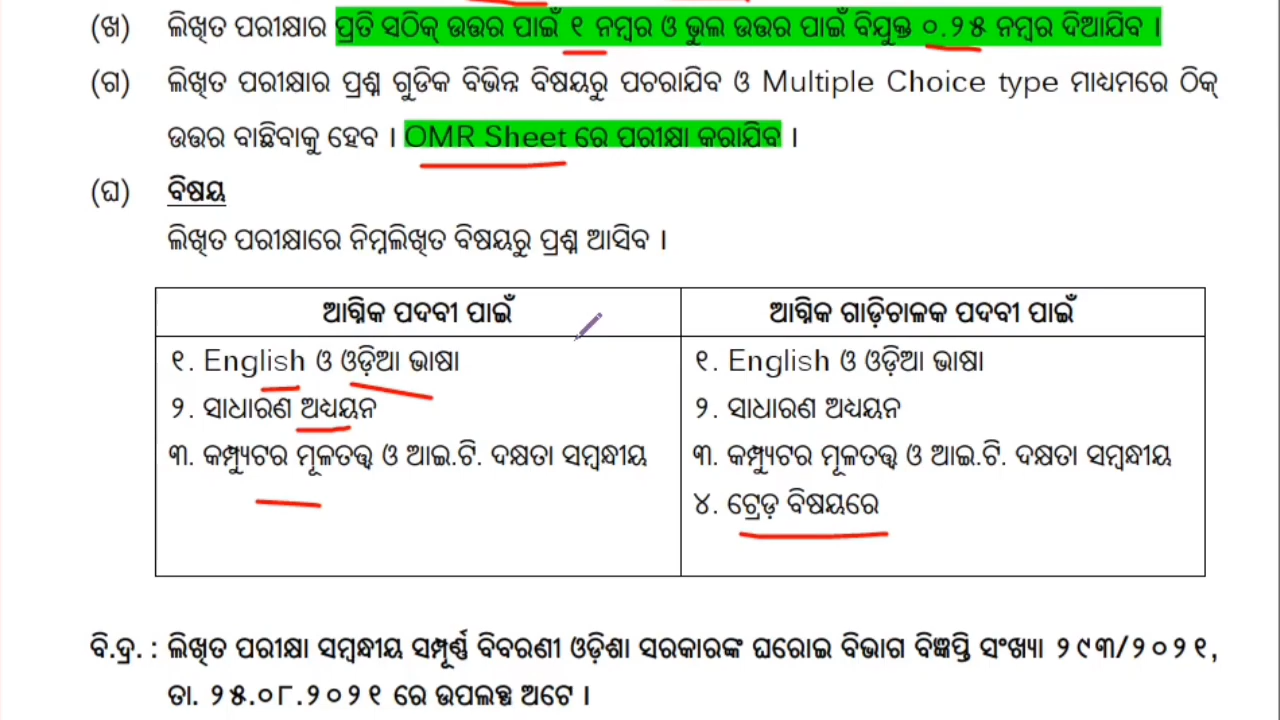 (ଖ) ଲିଖିତ ପରୀକ୍ଷାର ପ୍ରତି ସଠିକ୍ ଉତ୍ତର ପାଇଁ ୧ ନମ୍ବର ଓ ଭୁଲ ଉତ୍ତର ପାଇଁ ବିଯୁକ୍ତ ୦.୨୫ ନମ୍ବର ଦିଆଯିବ ।
(ଗ) ଲିଖିତ ପରୀକ୍ଷାର ପ୍ରଶ୍ନ ଗୁଡିକ ବିଭିନ୍ନ ବିଷୟରୁ ପଚରାଯିବ ଓ Multiple Choice type ମାଧ୍ୟମରେ ଠିକ୍
ଉତ୍ତର ବାଛିବାକୁ ହେବ । OMR Sheet ରେ ପରୀକ୍ଷା କରାଯିବ ।
(ଘ) ବିଷୟ
ଲିଖିତ ପରୀକ୍ଷାରେ ନିମ୍ନଲିଖିତ ବିଷୟରୁ ପ୍ରଶ୍ନ ଆସିବ ।
ଆଗ୍ନିକ ପଦବୀ ପାଇଁ
୧. English ଓ ଓଡ଼ିଆ ଭାଷା
୨. ସାଧାରଣ ଅଧ୍ୟୟନ
୩. କମ୍ପ୍ୟୁଟର ମୂଳତତ୍ତ୍ୱ ଓ ଆଇ.ଟି. ଦକ୍ଷତା ସମ୍ବନ୍ଧୀୟ
ଆଗ୍ନିକ ଗାଡ଼ିଚାଳକ ପଦବୀ ପାଇଁ
୧. English ଓ ଓଡ଼ିଆ ଭାଷା
୨. ସାଧାରଣ ଅଧ୍ୟୟନ
୩. କମ୍ପ୍ୟୁଟର ମୂଳତତ୍ତ୍ୱ ଓ ଆଇ.ଟି. ଦକ୍ଷତା ସମ୍ବନ୍ଧୀୟ
୪. ଟ୍ରେଡ଼ ବିଷୟରେ
ବି.ଦ୍ର. : ଲିଖିତ ପରୀକ୍ଷା ସମ୍ବନ୍ଧୀୟ ସମ୍ପୂର୍ଣ୍ଣ ବିବରଣୀ ଓଡ଼ିଶା ସରକାରଙ୍କ ଘରୋଇ ବିଭାଗ ବିଜ୍ଞପ୍ତି ସଂଖ୍ୟା ୨୯୩/୨୦୨୧,
ତା. ୨୫.୦୮.୨୦୨୧ ରେ ଉପଲବ୍ଧ ଅଟେ ।